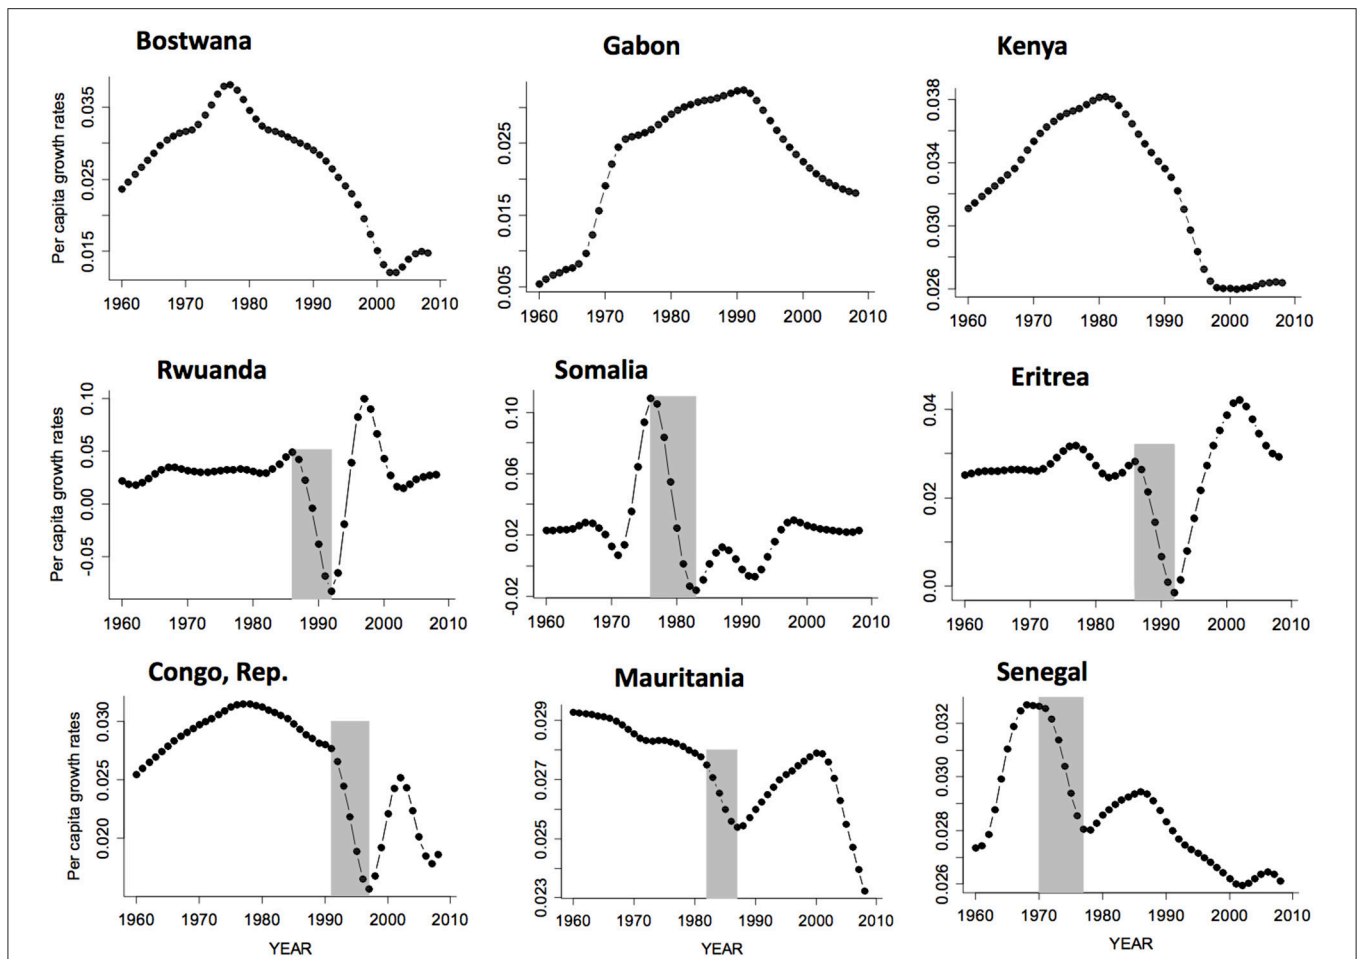 Bostwana
Gabon
Kenya
Per capita growth rates
0.015 0.025 0.035
1960 1970 1980 1990 2000 2010
0.005 0.015 0.025
1960 1970 1980 1990 2000 2010
0.026 0.030 0.034 0.038
1960 1970 1980 1990 2000 2010
Rwuanda
Somalia
Eritrea
Per capita growth rates
-0.05 0.00 0.05 0.10
1960 1970 1980 1990 2000 2010
-0.02 0.02 0.06 0.10
1960 1970 1980 1990 2000 2010
0.00 0.02 0.04
1960 1970 1980 1990 2000 2010
Congo, Rep.
Mauritania
Senegal
Per capita growth rates
0.020 0.025 0.030
1960 1970 1980 1990 2000 2010
YEAR
0.023 0.025 0.027 0.029
1960 1970 1980 1990 2000 2010
YEAR
0.026 0.028 0.030 0.032
1960 1970 1980 1990 2000 2010
YEAR